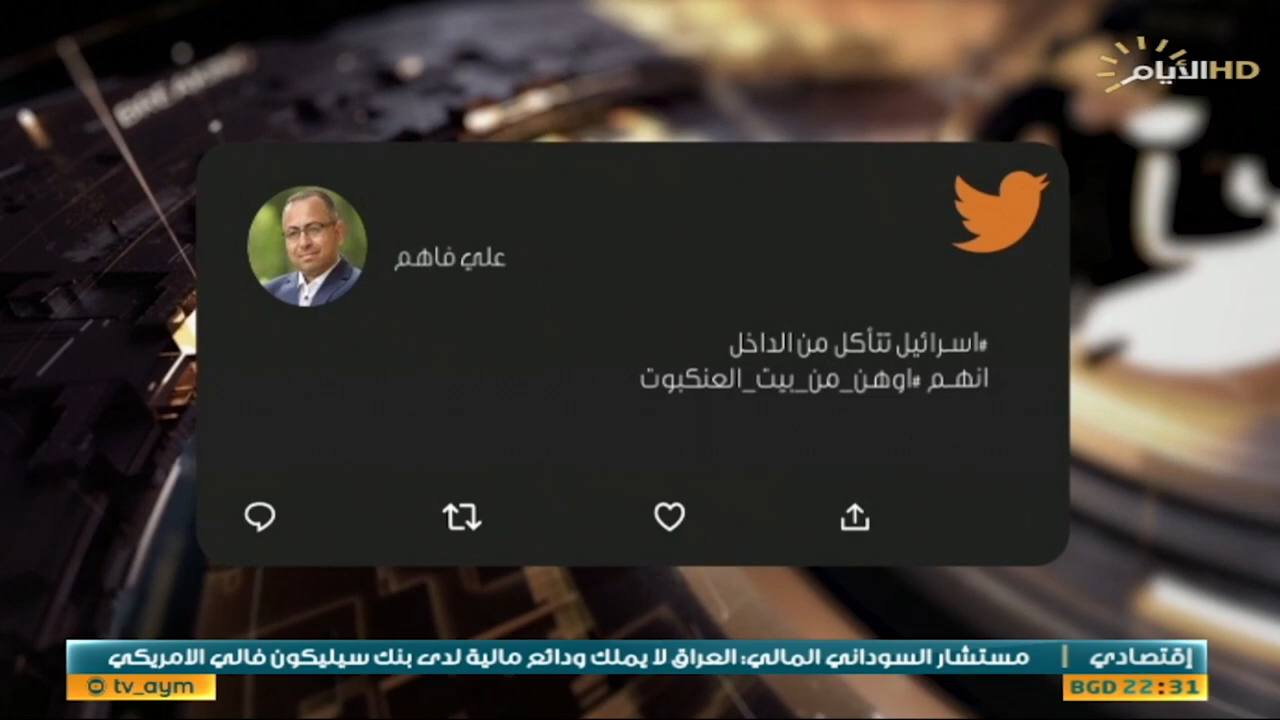 الأيام HD
علي فاهم
#اسرائيل تتأكل من الداخل
انهم #اوهن_من_بيت_العنكبوت
إقتصادي | مستشار السوداني المالي: العراق لا يملك ودائع مالية لدى بنك سيليكون فالي الامريكي
tv_aym
BGD 22:31